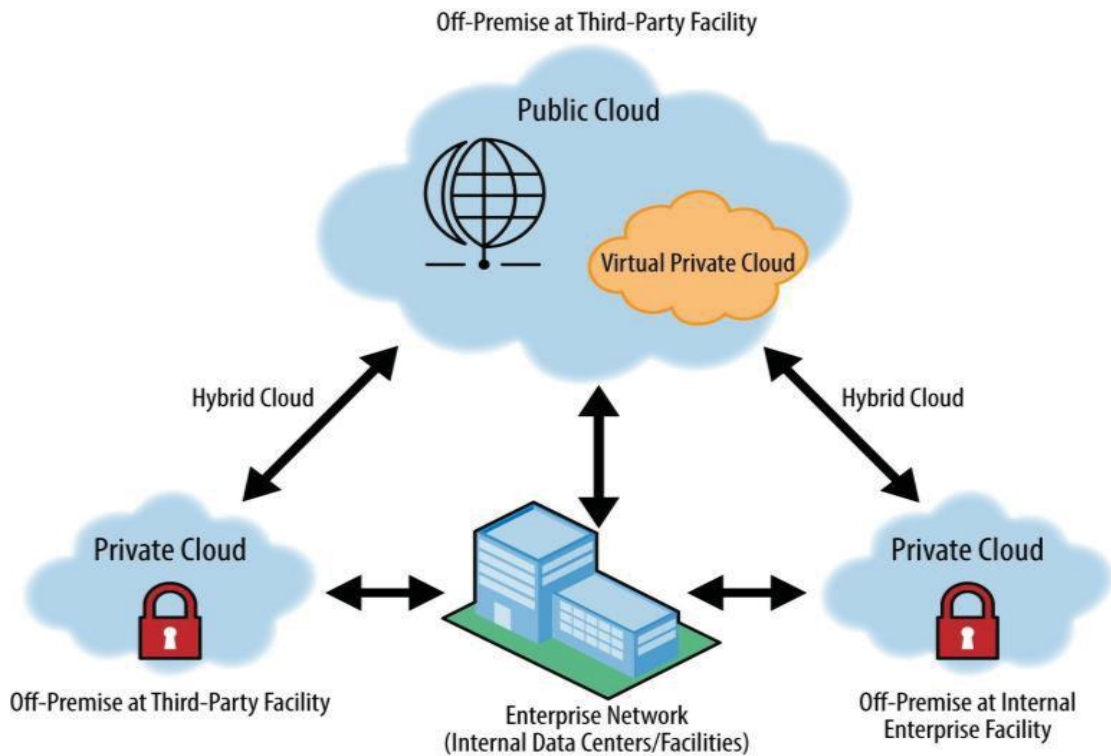 Off-Premise at Third-Party Facility
Public Cloud
Virtual Private Cloud
Hybrid Cloud
Hybrid Cloud
Private Cloud
Private Cloud
Off-Premise at Third-Party Facility
Enterprise Network
(Internal Data Centers/Facilities)
Off-Premise at Internal
Enterprise Facility